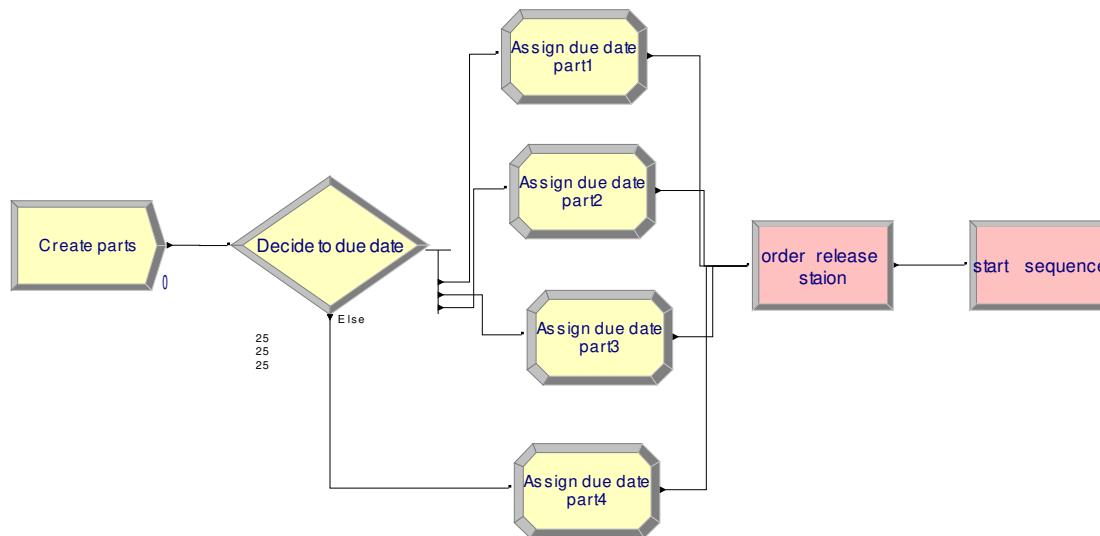 Create parts
0
Decide to due date
Else
25
25
25
Assign due date
part1
Assign due date
part2
Assign due date
part3
Assign due date
part4
order release
staion
start sequence